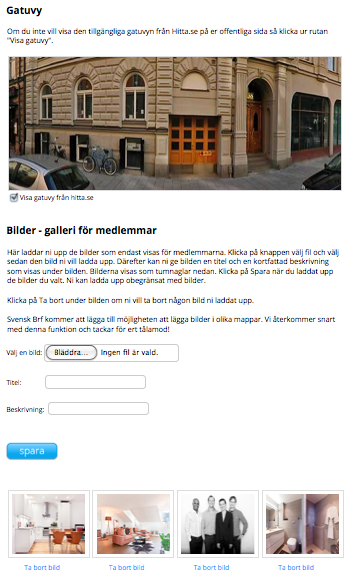 Gatuvy
Om du inte vill visa den tillgängliga gatuvyn från Hitta.se på er offentliga sida så klicka ur rutan
"Visa gatuvy".
Visa gatuvy från hitta.se
Bilder - galleri för medlemmar
Här laddar ni upp de bilder som endast visas för medlemmarna. Klicka på knappen välj fil och välj
sedan den bild ni vill ladda upp. Därefter kan ni ge bilden en titel och en kortfattad beskrivning
som visas under bilden. Bilderna visas som tumnaglar nedan. Klicka på Spara när du laddat upp
de bilder du valt. Ni kan ladda upp obegränsat med bilder.
Klicka på Ta bort under bilden om ni vill ta bort någon bild ni laddat upp.
Svensk Brf kommer att lägga till möjligheten att lägga bilder i olika mappar. Vi återkommer snart
med denna funktion och tackar för ert tålamod!
Välj en bild: Bläddra... Ingen fil är vald.
Titel:
Beskrivning:
spara
Ta bort bild Ta bort bild Ta bort bild Ta bort bild